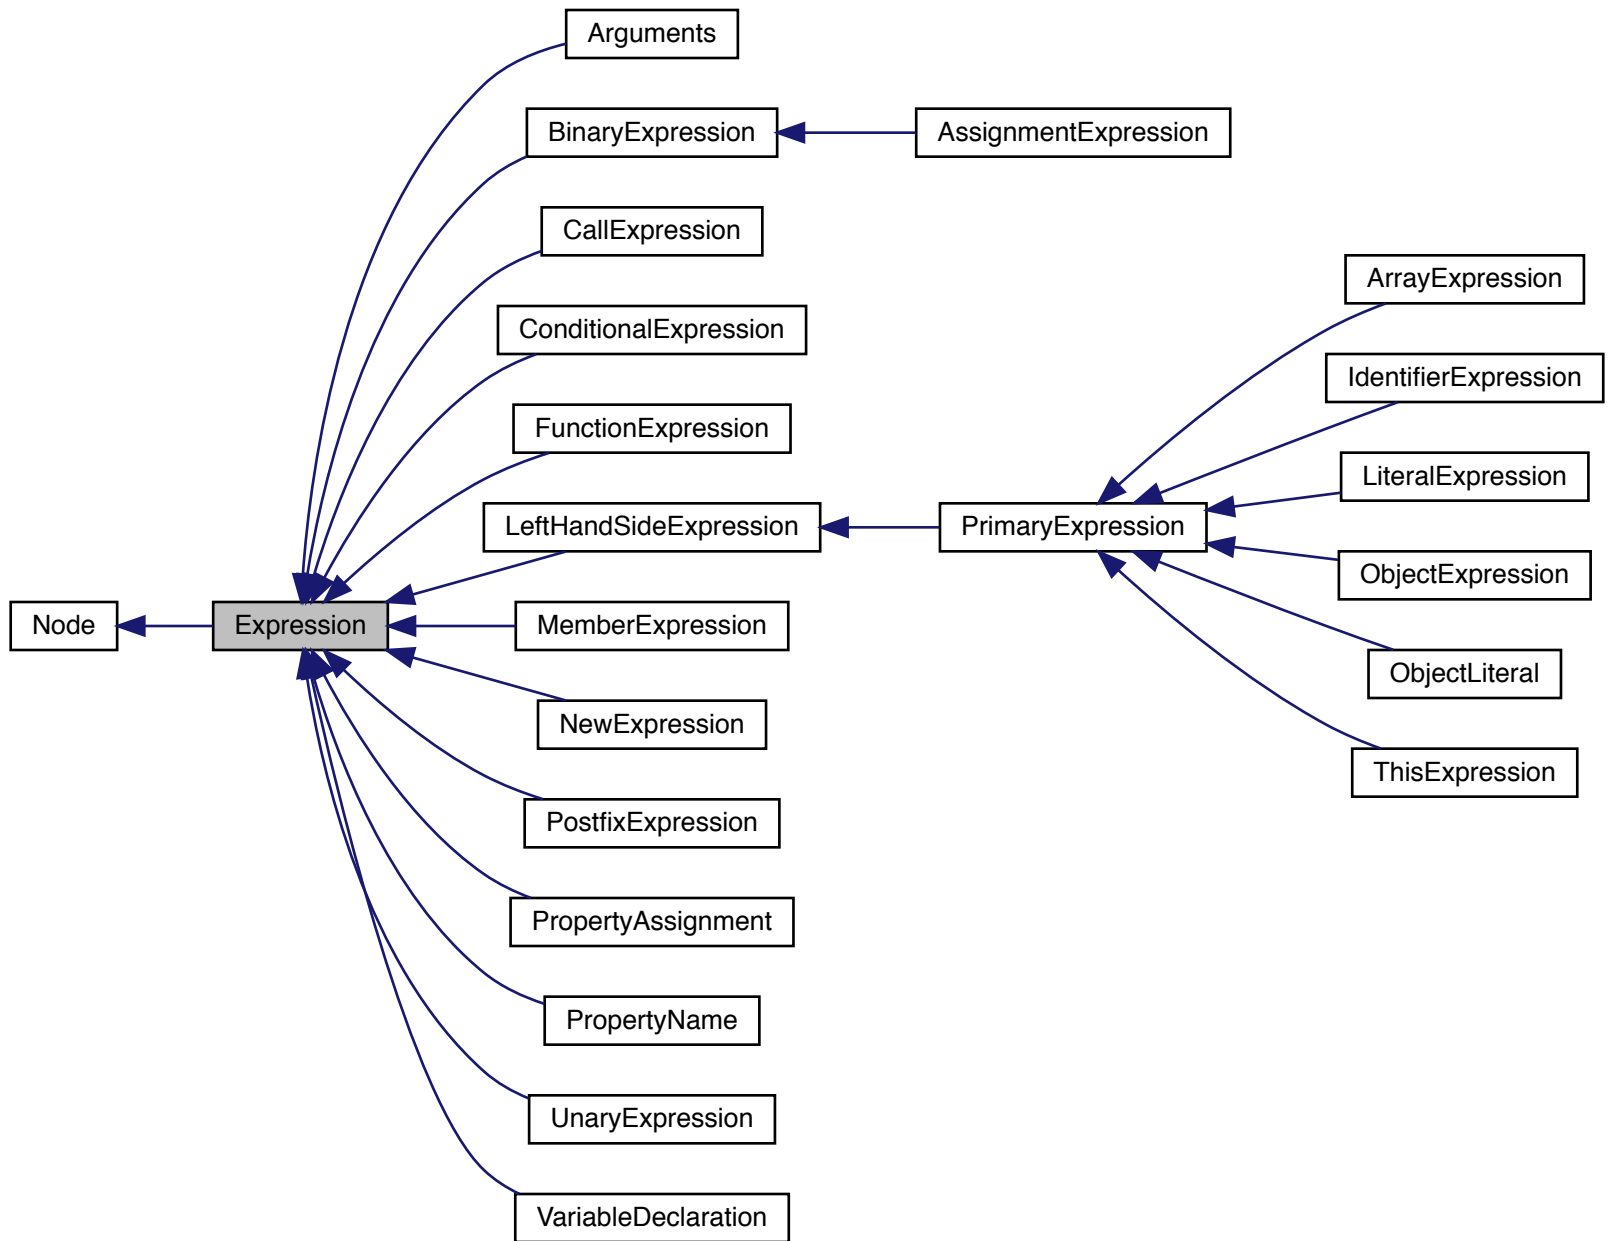 Arguments
BinaryExpression
AssignmentExpression
CallExpression
ArrayExpression
ConditionalExpression
IdentifierExpression
FunctionExpression
LiteralExpression
LeftHandSideExpression
PrimaryExpression
ObjectExpression
Node
Expression
MemberExpression
ObjectLiteral
NewExpression
ThisExpression
PostfixExpression
PropertyAssignment
PropertyName
UnaryExpression
VariableDeclaration